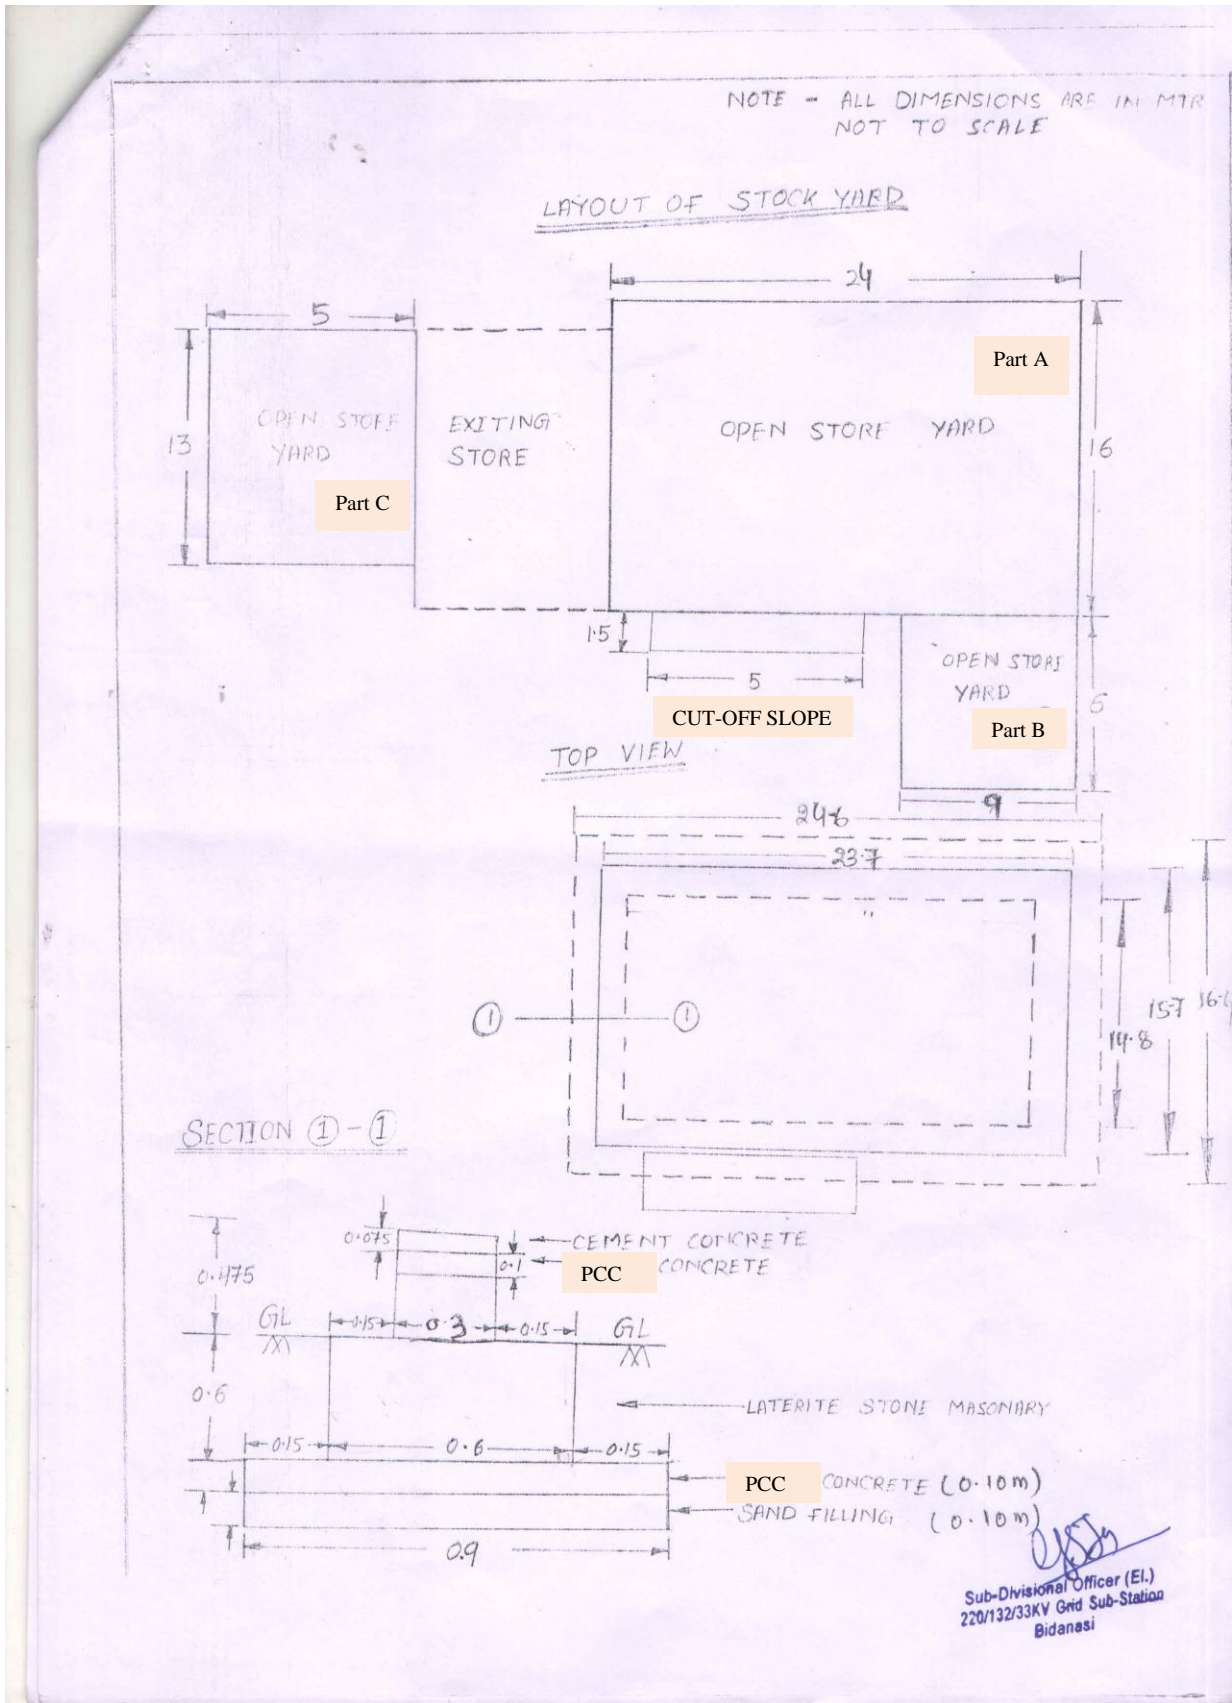 NOTE - ALL DIMENSIONS ARE IN MTR
NOT TO SCALE
LAYOUT OF STOCK YARD
24
5
Part A
13
OPEN STORE
YARD
EXITING
STORE
OPEN STORE YARD
16
Part C
1.5
5
OPEN STORE
YARD
6
CUT-OFF SLOPE
Part B
TOP VIEW
9
24.6
23.7
1 1
15.7
14.8
SECTION 1 - 1
0.075
CEMENT CONCRETE
0.1
PCC CONCRETE
0.475
GL
0.15 0.3 0.15
GL
0.6
LATERITE STONE MASONARY
0.15 0.6 0.15
PCC CONCRETE (0.10m)
SAND FILLING (0.10m)
0.9
Sub-Divisional Officer (El.)
220/132/33KV Grid Sub-Station
Bidanasi